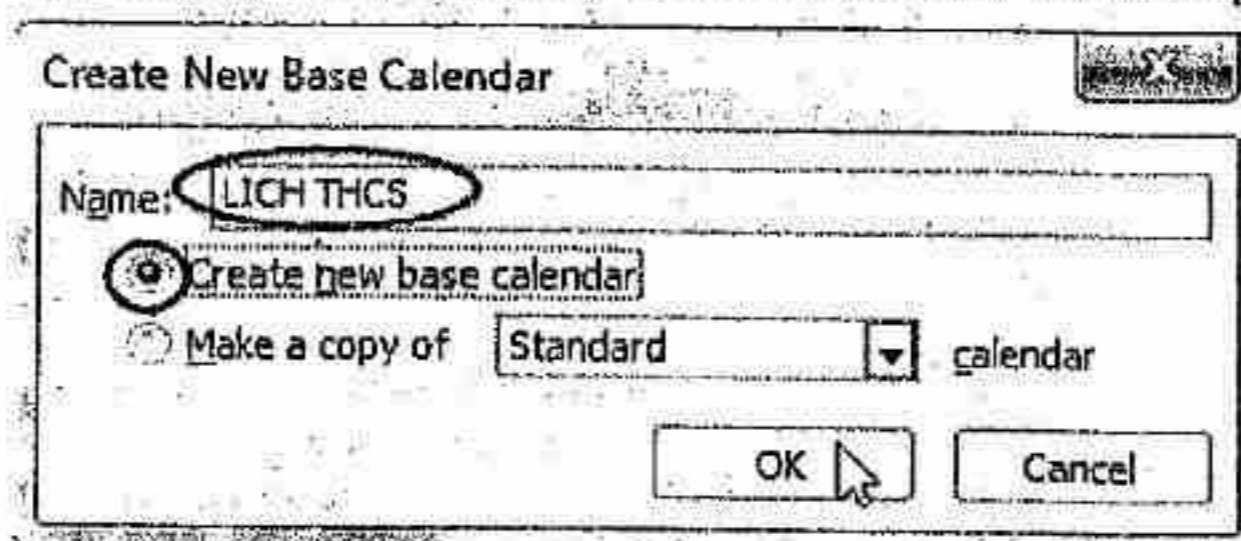 Create New Base Calendar
Name: LICH THCS
Create new base calendar
Make a copy of Standard calendar
OK Cancel